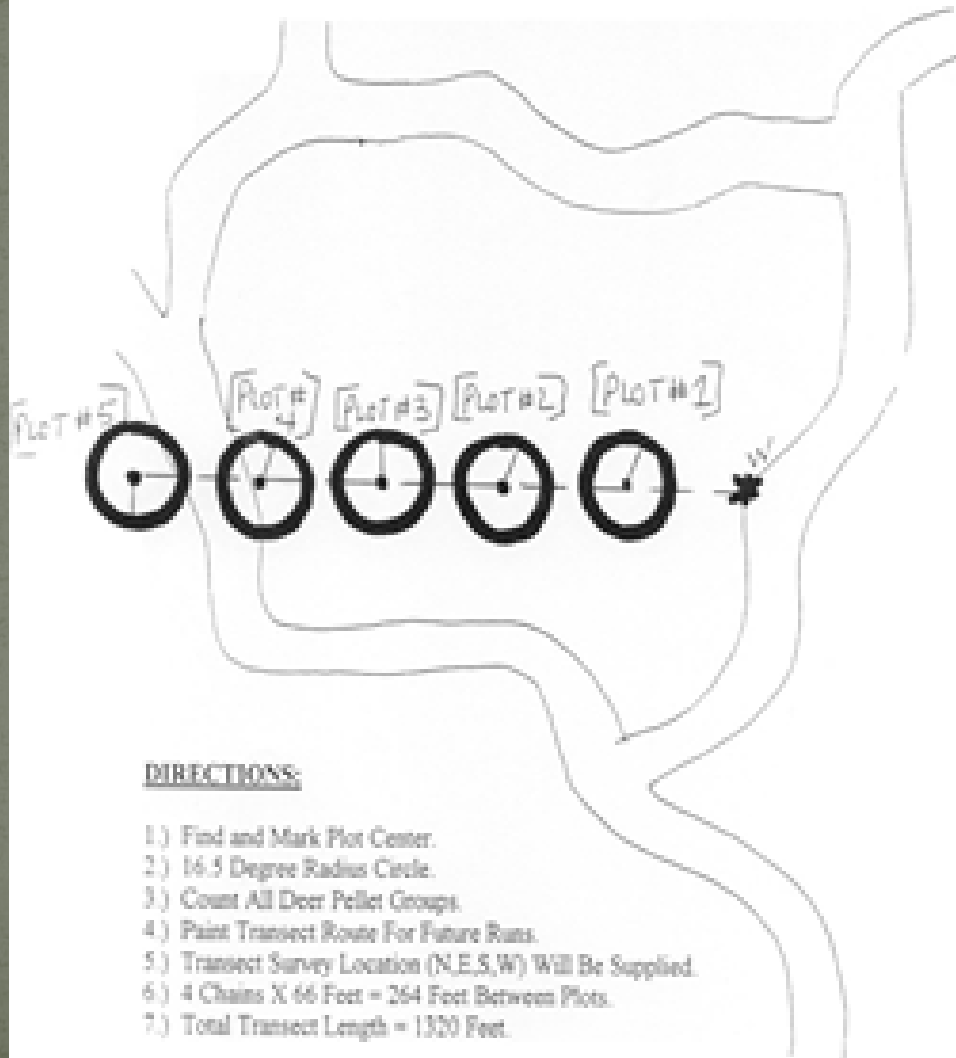 [PLOT #5]
[PLOT #
4]
[PLOT #3]
[PLOT #2]
[PLOT #1]
DIRECTIONS:
1.) Find and Mark Plot Center.
2.) 16.5 Degree Radius Circle.
3.) Count All Deer Pellet Groups.
4.) Paint Transect Route For Future Runs.
5.) Transect Survey Location (N,E,S,W) Will Be Supplied.
6.) 4 Chains X 66 Feet = 264 Feet Between Plots.
7.) Total Transect Length = 1320 Feet.